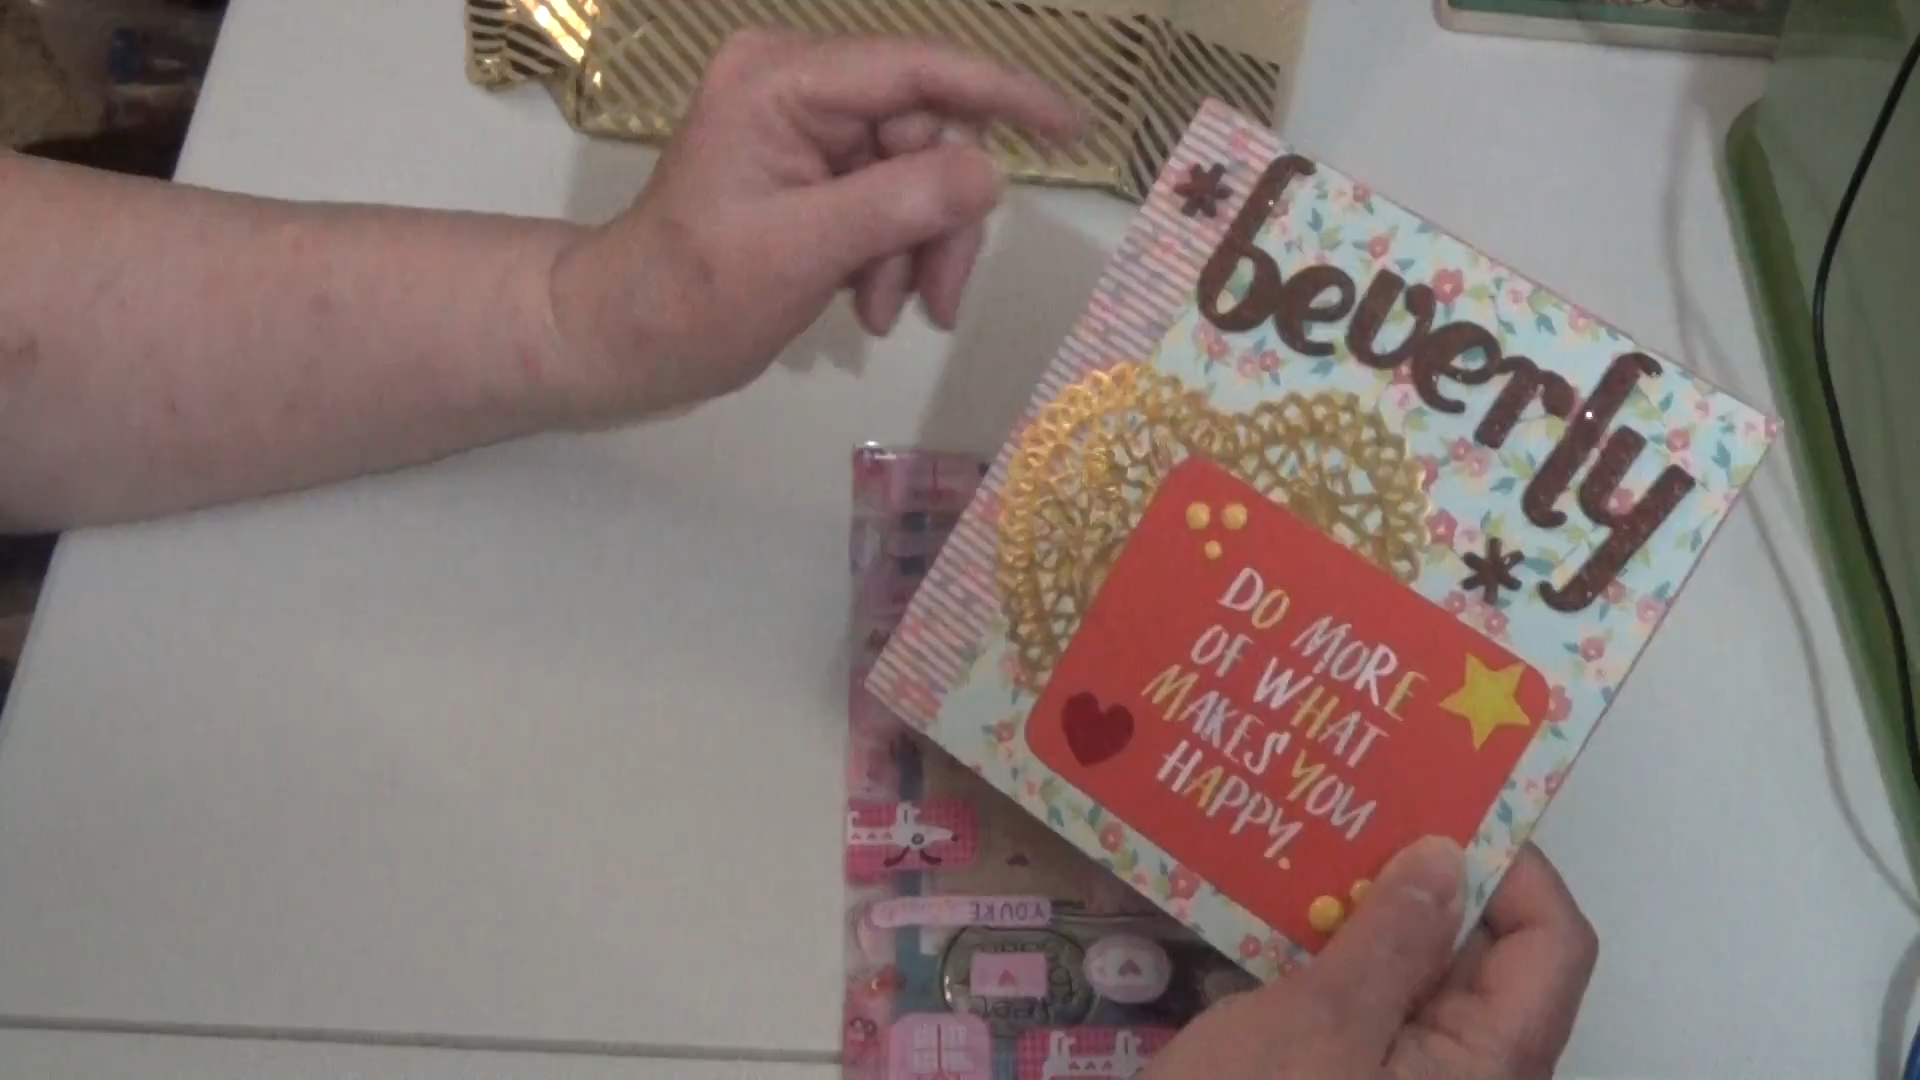 *beverly*
DO MORE
OF WHAT
MAKES YOU
HAPPY.
YOU'RE